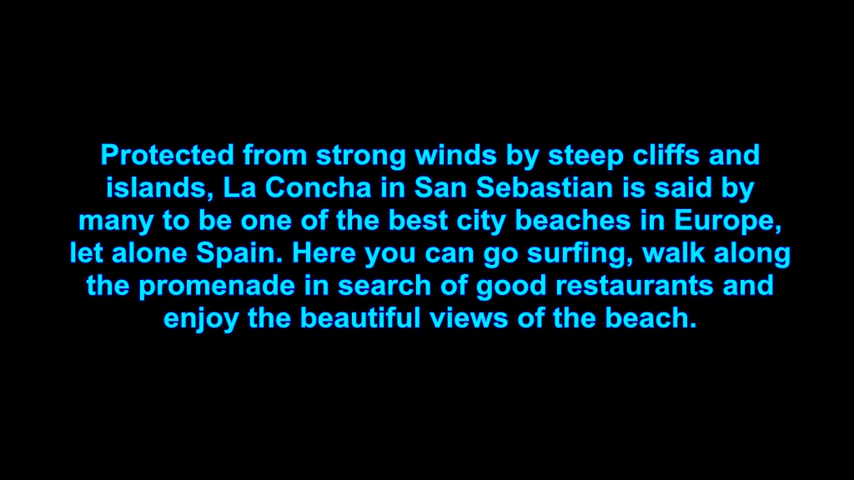 Protected from strong winds by steep cliffs and
islands, La Concha in San Sebastian is said by
many to be one of the best city beaches in Europe,
let alone Spain. Here you can go surfing, walk along
the promenade in search of good restaurants and
enjoy the beautiful views of the beach.